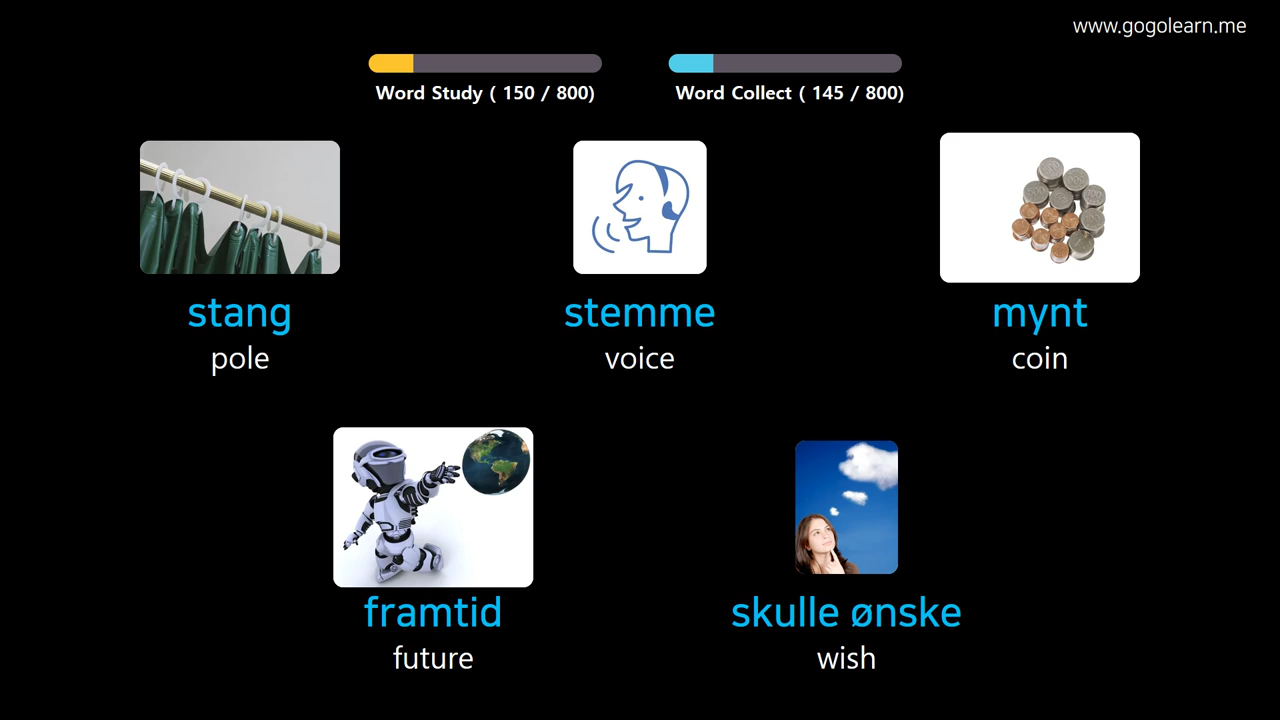 www.gogolearn.me
Word Study ( 150 / 800)
Word Collect ( 145 / 800)
stang
pole
stemme
voice
mynt
coin
framtid
future
skulle ønske
wish